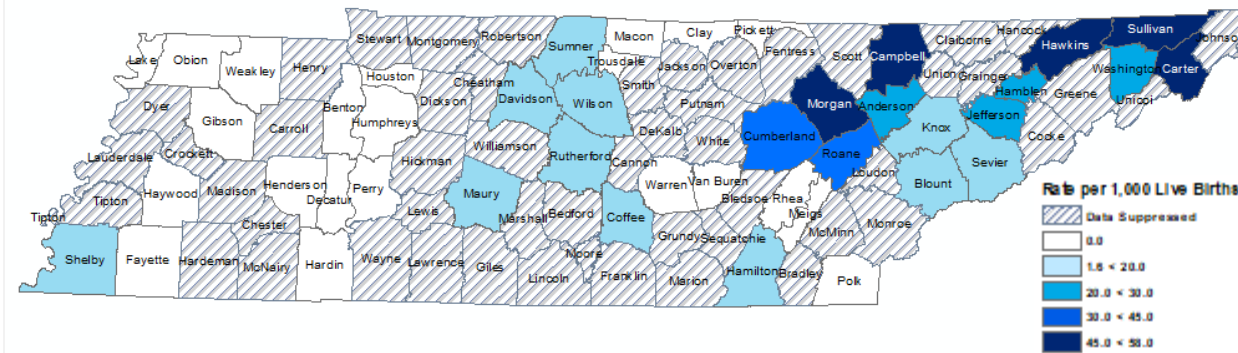 Stewart
Montgomery
Robertson
Sumner
Macon
Clay
Pickett
Fentress
Scott
Campbell
Claiborne
Hancock
Hawkins
Sullivan
Johnson
Lake
Obion
Weakley
Henry
Houston
Cheatham
Trousdale
Smith
Jackson
Overton
Morgan
Anderson
Union
Grainger
Hamblen
Greene
Washington
Carter
Unicoi
Dyer
Gibson
Carroll
Benton
Humphreys
Dickson
Davidson
Wilson
Putnam
DeKalb
White
Cumberland
Roane
Knox
Jefferson
Cocke
Sevier
Lauderdale
Crockett
Haywood
Madison
Henderson
Decatur
Perry
Hickman
Williamson
Rutherford
Cannon
Warren
Van Buren
Bledsoe
Rhea
Meigs
Loudon
Blount
Monroe
McMinn
Tipton
Tipton
Chester
Lewis
Maury
Marshall
Bedford
Coffee
Grundy
Sequatchie
Shelby
Fayette
Hardeman
McNairy
Hardin
Wayne
Lawrence
Giles
Lincoln
Moore
Franklin
Marion
Hamilton
Bradley
Polk
Rate per 1,000 Live Births
Data Suppressed
0.0
1.6 < 20.0
20.0 < 30.0
30.0 < 45.0
45.0 < 58.0